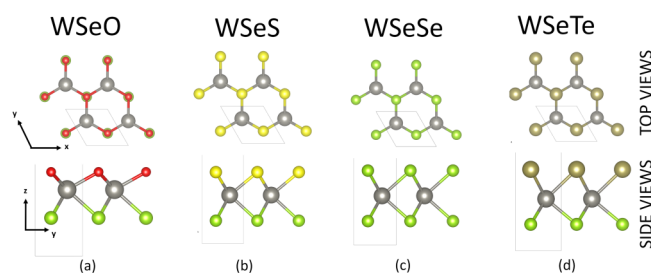 WSeO WSeS WSeSe WSeTe
y
x
TOP VIEWS
z
y
SIDE VIEWS
(a) (b) (c) (d)